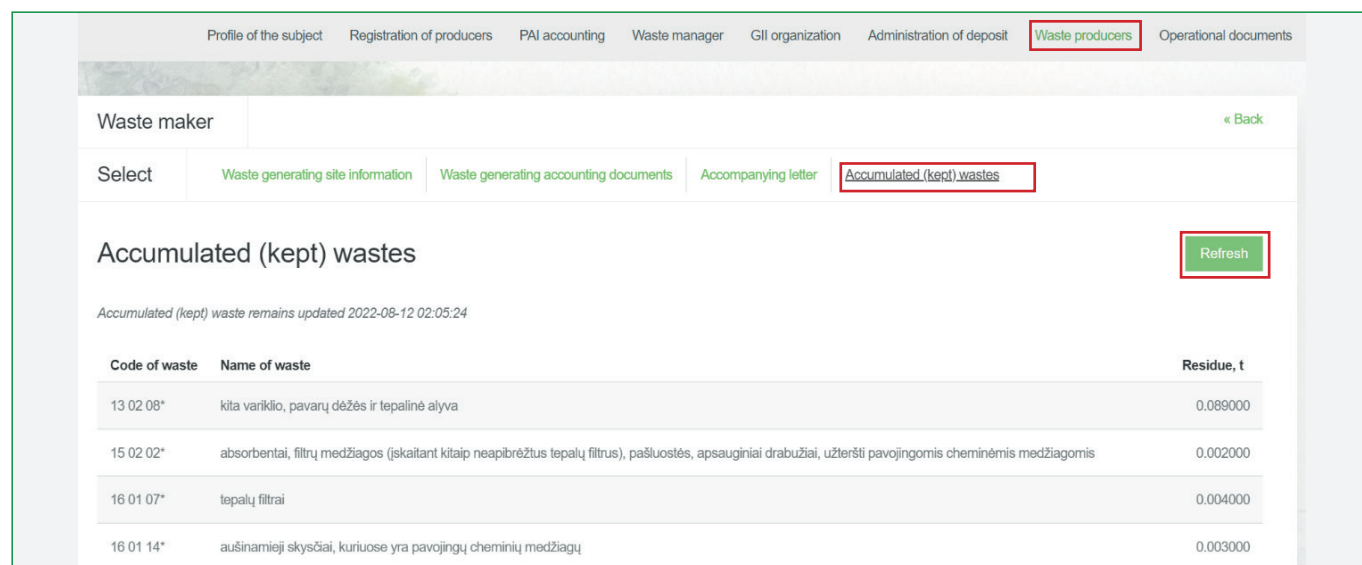 Profile of the subject Registration of producers PAI accounting Waste manager GII organization Administration of deposit Waste producers Operational documents
Waste maker « Back
Select Waste generating site information Waste generating accounting documents Accompanying letter Accumulated (kept) wastes
Accumulated (kept) wastes Refresh
Accumulated (kept) waste remains updated 2022-08-12 02:05:24
Code of waste Name of waste Residue, t
13 02 08* kita variklio, pavarų dėžės ir tepalinė alyva 0.089000
15 02 02* absorbentai, filtrų medžiagos (įskaitant kitaip neapibrėžtus tepalų filtrus), pašluostės, apsauginiai drabužiai, užteršti pavojingomis cheminėmis medžiagomis 0.002000
16 01 07* tepalų filtrai 0.004000
16 01 14* aušinamieji skysčiai, kuriuose yra pavojingų cheminių medžiagų 0.003000